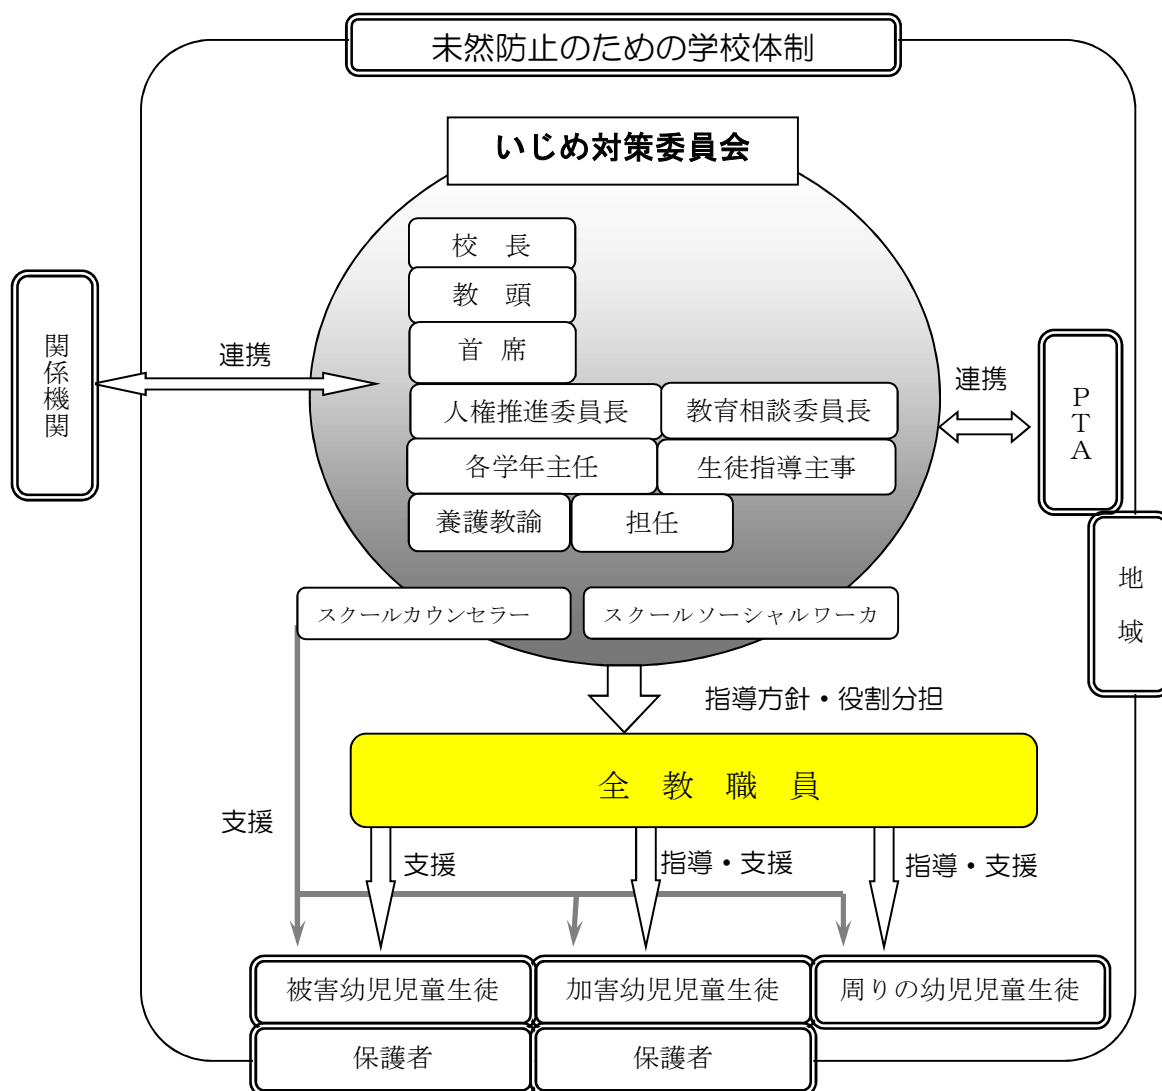 未然防止のための学校体制
いじめ対策委員会
校 長
教 頭
首 席
人権推進委員長
教育相談委員長
各学年主任
生徒指導主事
養護教諭
担任
スクールカウンセラー
スクールソーシャルワーカ
関係機関
連携
連携
PTA
地域
指導方針・役割分担
全 教 職 員
支援
支援
指導・支援
指導・支援
被害幼児児童生徒
加害幼児児童生徒
周りの幼児児童生徒
保護者
保護者